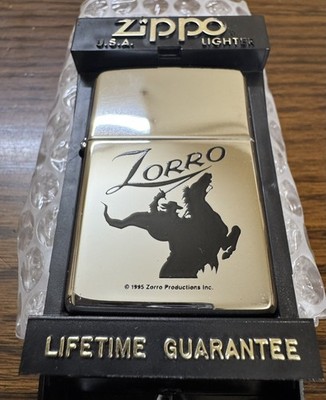 zippo
U.S.A. LIGHTER
ZORRO
© 1995 Zorro Productions Inc.
LIFETIME GUARANTEE